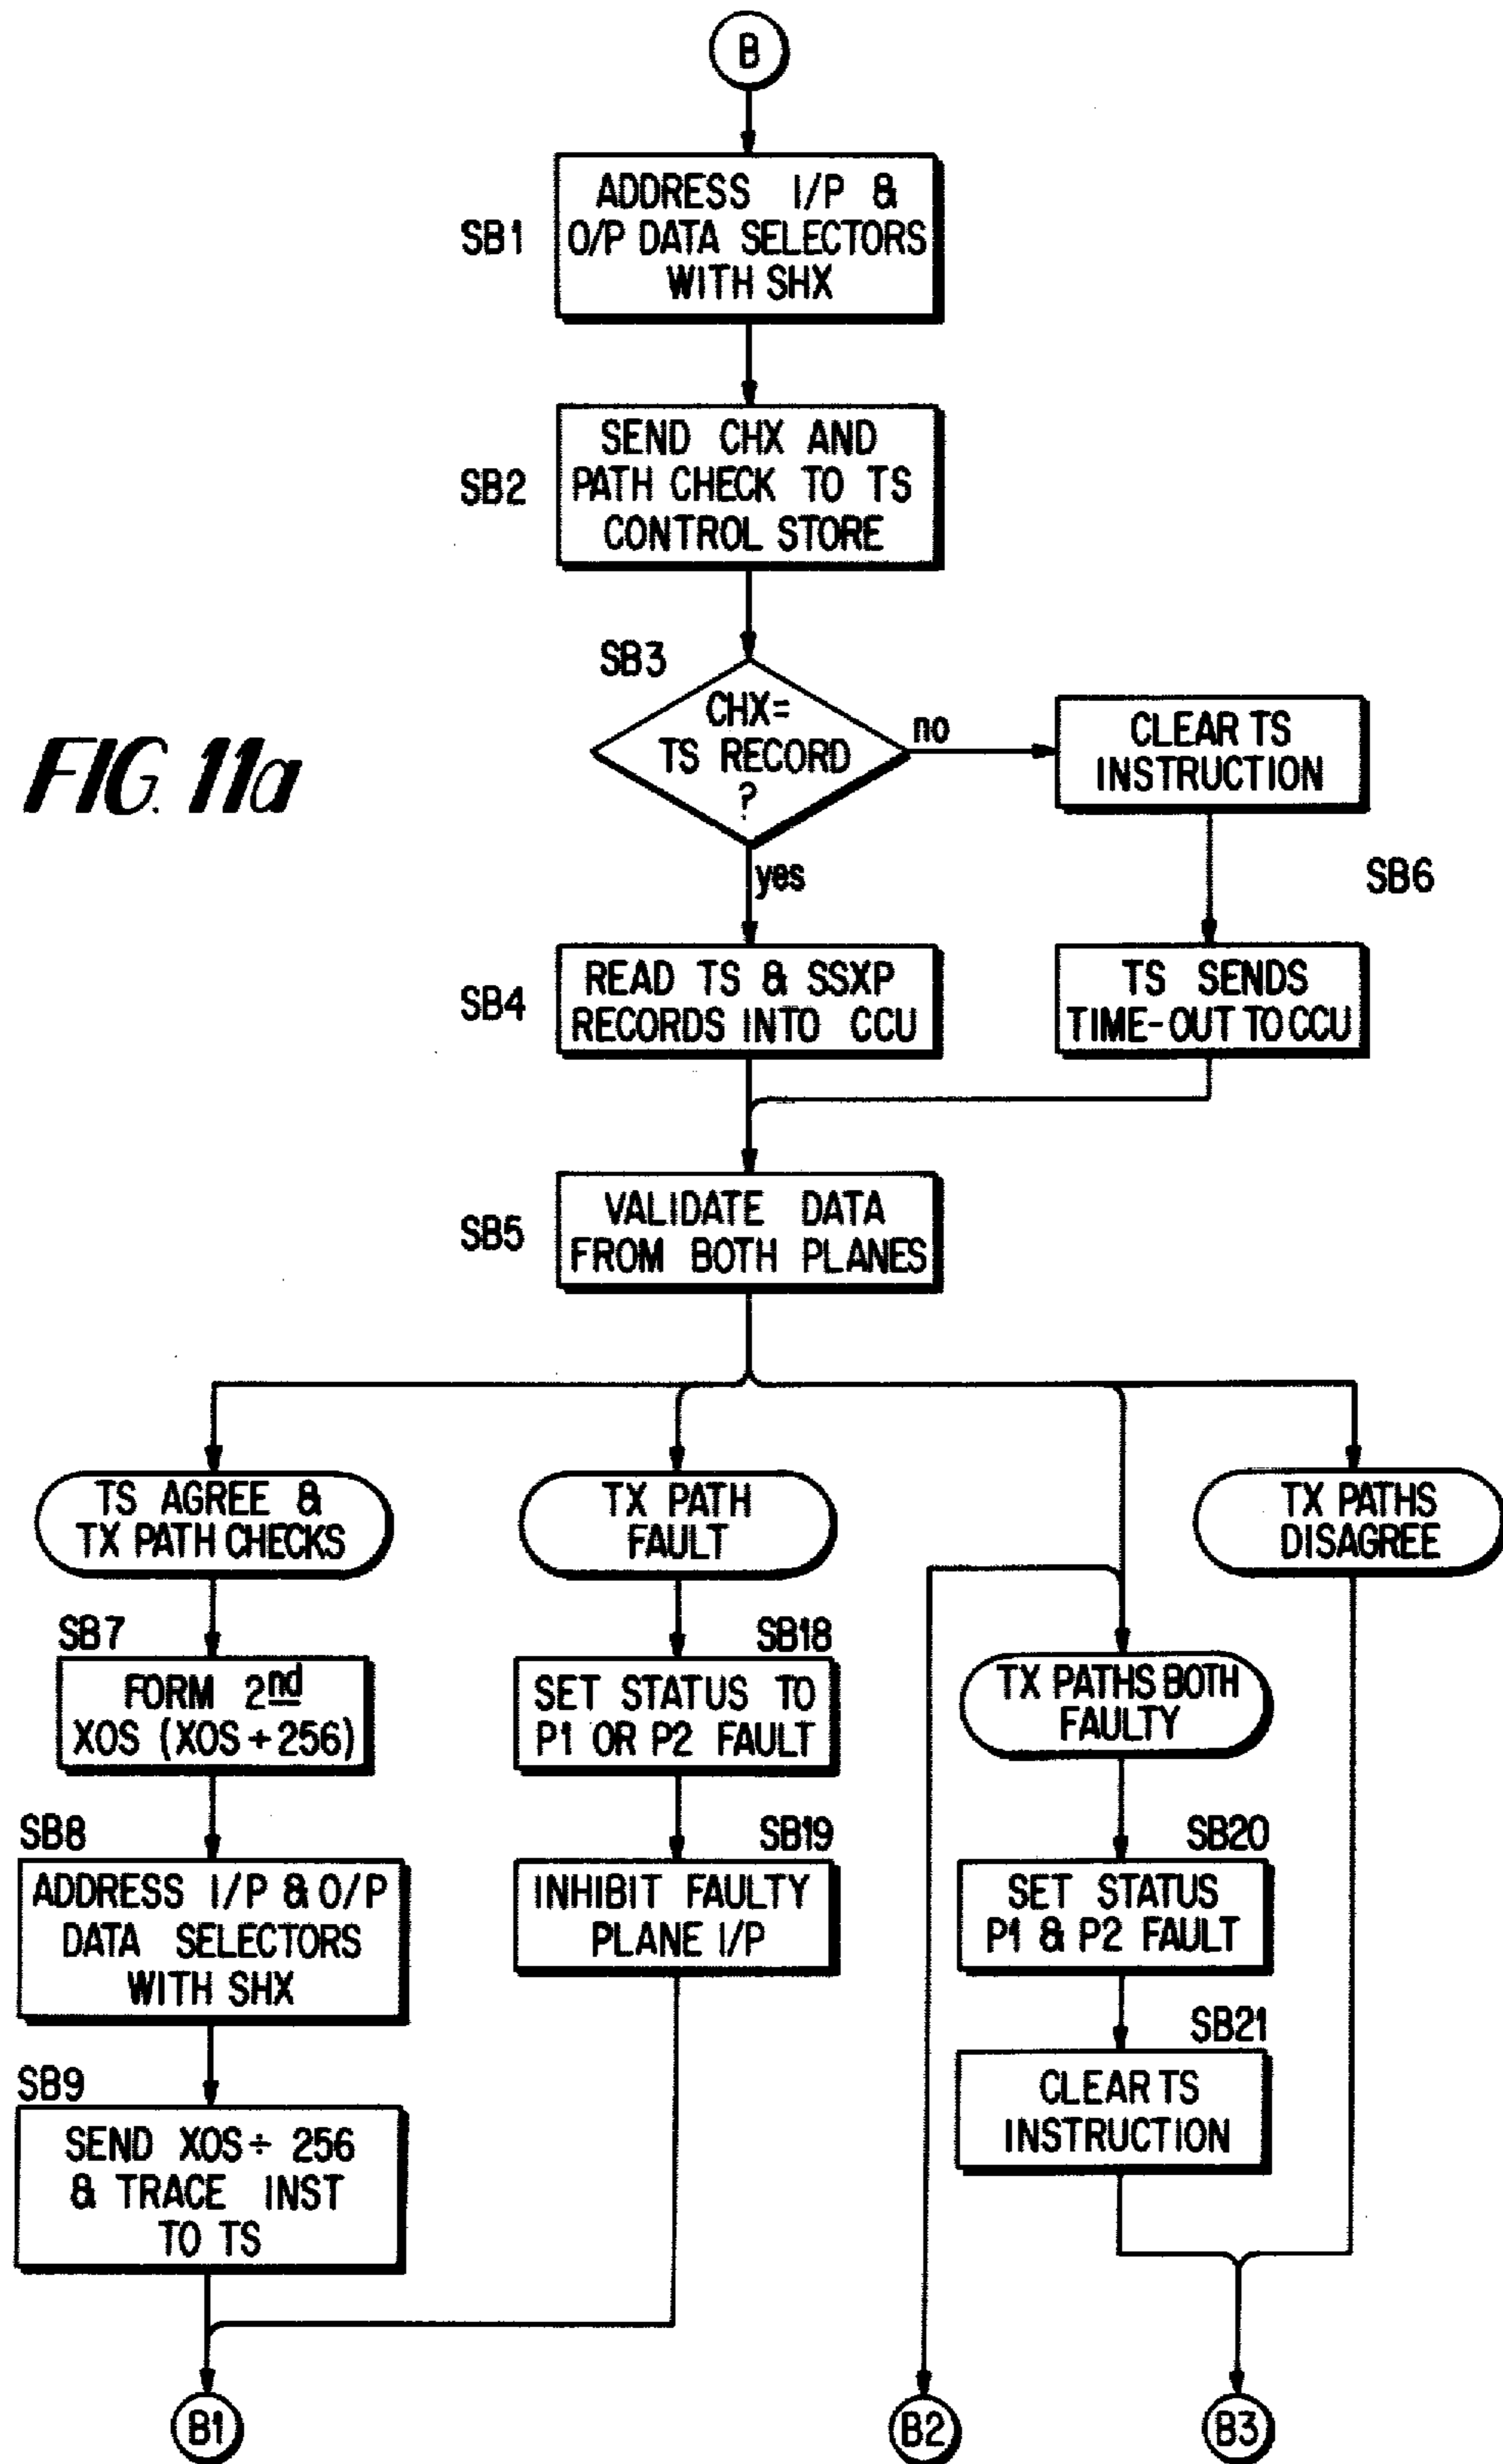 B
SB1
ADDRESS I/P &
O/P DATA SELECTORS
WITH SHX
SB2
SEND CHX AND
PATH CHECK TO TS
CONTROL STORE
SB3
CHX=
TS RECORD
?
no
yes
CLEAR TS
INSTRUCTION
FIG. 11a
SB6
SB4
READ TS & SSXP
RECORDS INTO CCU
TS SENDS
TIME-OUT TO CCU
SB5
VALIDATE DATA
FROM BOTH PLANES
TS AGREE &
TX PATH CHECKS
TX PATH
FAULT
TX PATHS
DISAGREE
SB7
FORM 2nd
XOS (XOS ÷ 256)
SB18
SET STATUS TO
P1 OR P2 FAULT
TX PATHS BOTH
FAULTY
SB8
ADDRESS I/P & O/P
DATA SELECTORS
WITH SHX
SB19
INHIBIT FAULTY
PLANE I/P
SB20
SET STATUS
P1 & P2 FAULT
SB9
SEND XOS ÷ 256
& TRACE INST
TO TS
SB21
CLEAR TS
INSTRUCTION
B1
B2
B3